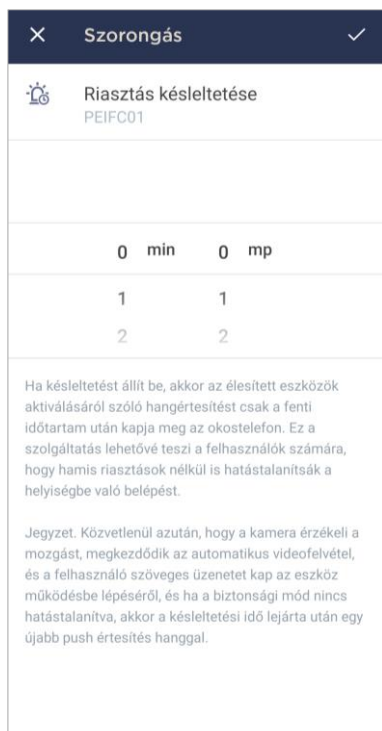 Szorongás
Riasztás késleltetése
PEIFC01
0 min 0 mp
1 1
2 2
Ha késleltetést állít be, akkor az élesített eszközök
aktiválásáról szóló hangértesítést csak a fenti
időtartam után kapja meg az okostelefon. Ez a
szolgáltatás lehetővé teszi a felhasználók számára,
hogy hamis riasztások nélkül is hatástalanítsák a
helyiségbe való belépést.
Jegyzet. Közvetlenül azután, hogy a kamera érzékeli a
mozgást, megkezdődik az automatikus videofelvétel,
és a felhasználó szöveges üzenetet kap az eszköz
működésbe lépéséről, és ha a biztonsági mód nincs
hatástalanítva, akkor a késleltetési idő lejárta után egy
újabb push értesítés hanggal.